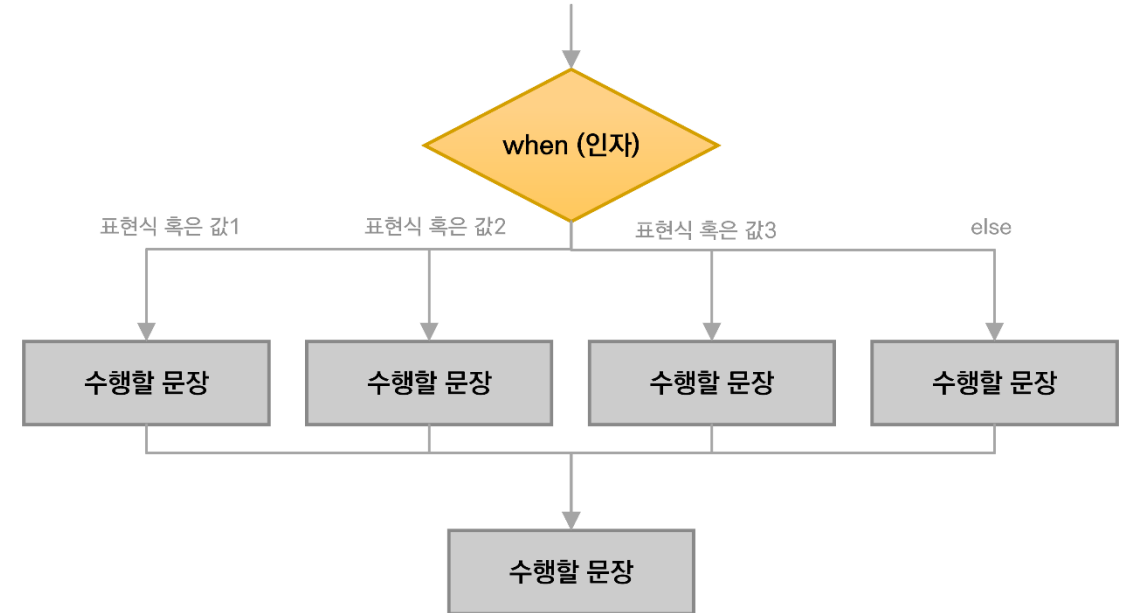 when (인자)
표현식 혹은 값1
표현식 혹은 값2
표현식 혹은 값3
else
수행할 문장
수행할 문장
수행할 문장
수행할 문장
수행할 문장